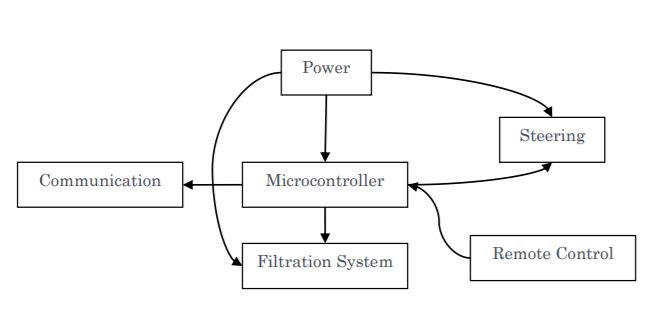 Power
Steering
Communication
Microcontroller
Remote Control
Filtration System